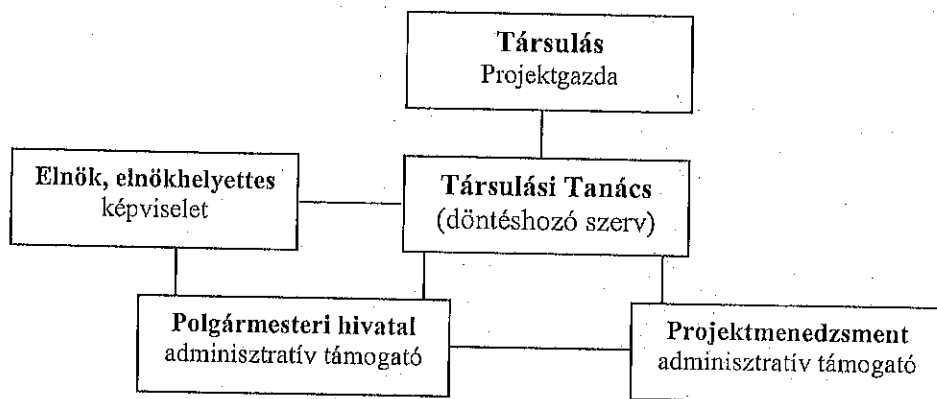 Társulás
Projektgazda
Elnök, elnökhelyettes
képviselet
Társulási Tanács
(döntéshozó szerv)
Polgármesteri hivatal
adminisztratív támogató
Projektmenedzsment
adminisztratív támogató